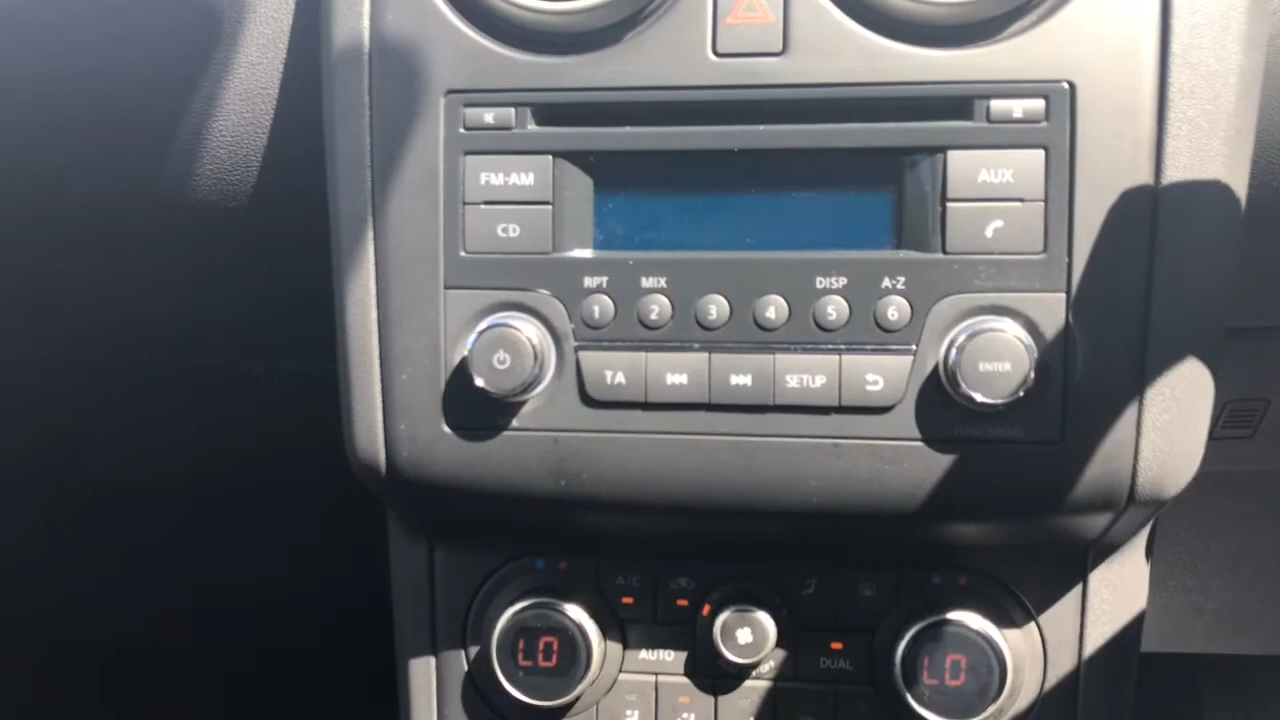 FM·AM
AUX
CD
RPT MIX DISP A-Z
1 2 3 4 5 6
TA SETUP
ENTER
A/C
LO AUTO DUAL LO